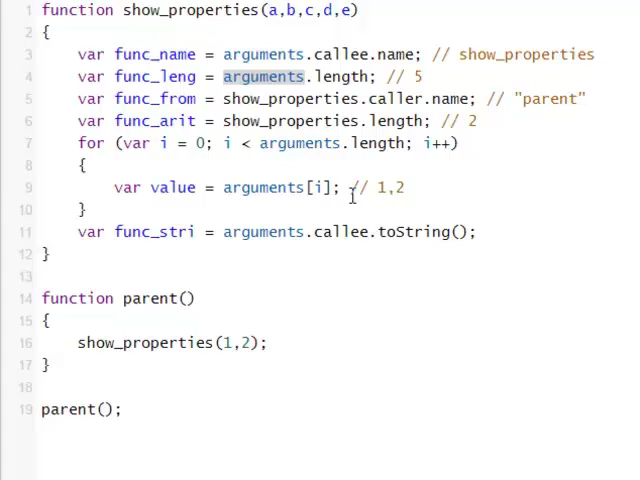 1 function show_properties(a,b,c,d,e)
2 {
3 var func_name = arguments.callee.name; // show_properties
4 var func_leng = arguments.length; // 5
5 var func_from = show_properties.caller.name; // "parent"
6 var func_arit = show_properties.length; // 2
7 for (var i = 0; i < arguments.length; i++)
8 {
9 var value = arguments[i]; // 1,2
10 }
11 var func_stri = arguments.callee.toString();
12 }
13
14 function parent()
15 {
16 show_properties(1,2);
17 }
18
19 parent();